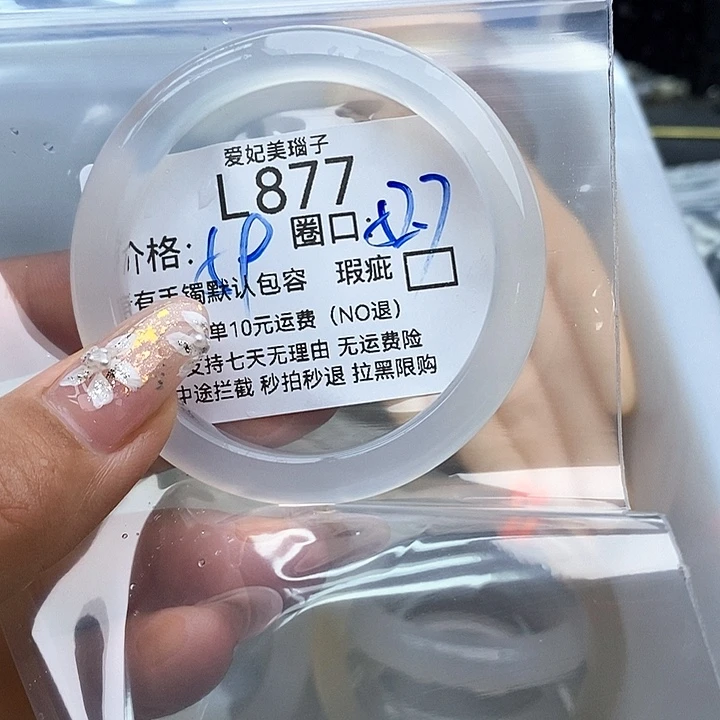 爱妃美瑙子
L877
价格: 圈口:
有手镯默认包容 瑕疵
单10元运费（NO退）
支持七天无理由 无运费险
中途拦截 秒拍秒退 拉黑限购